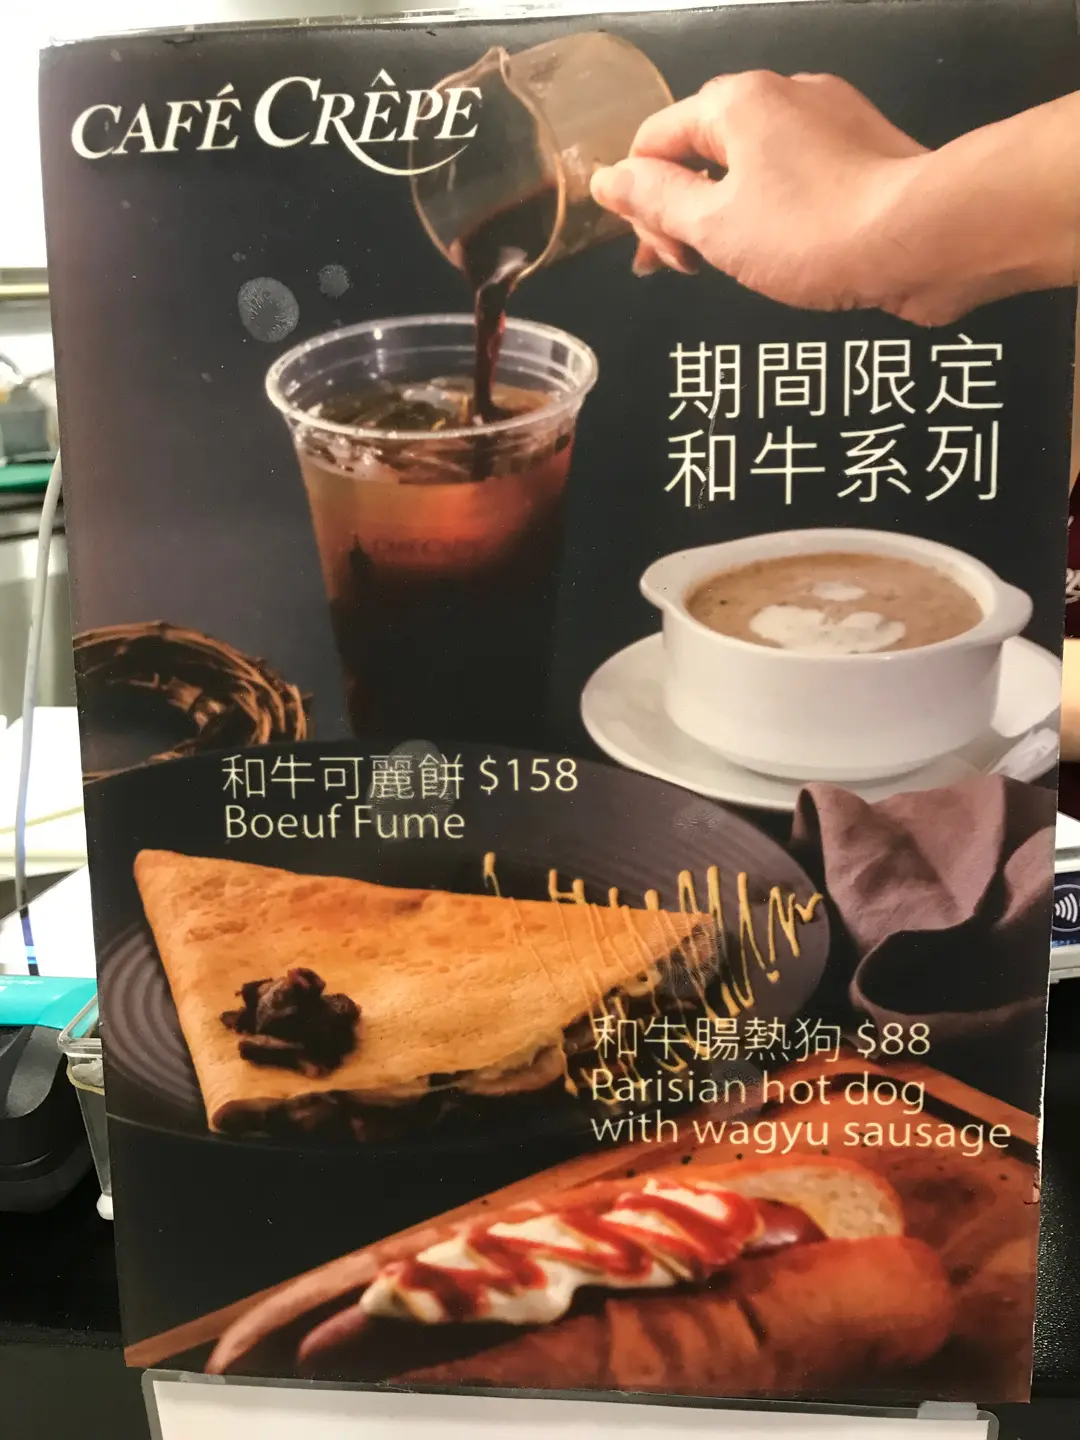 CAFÉ CRÊPE
期間限定
和牛系列
和牛可麗餅 $158
Boeuf Fume
和牛腸熱狗 $88
Parisian hot dog
with wagyu sausage